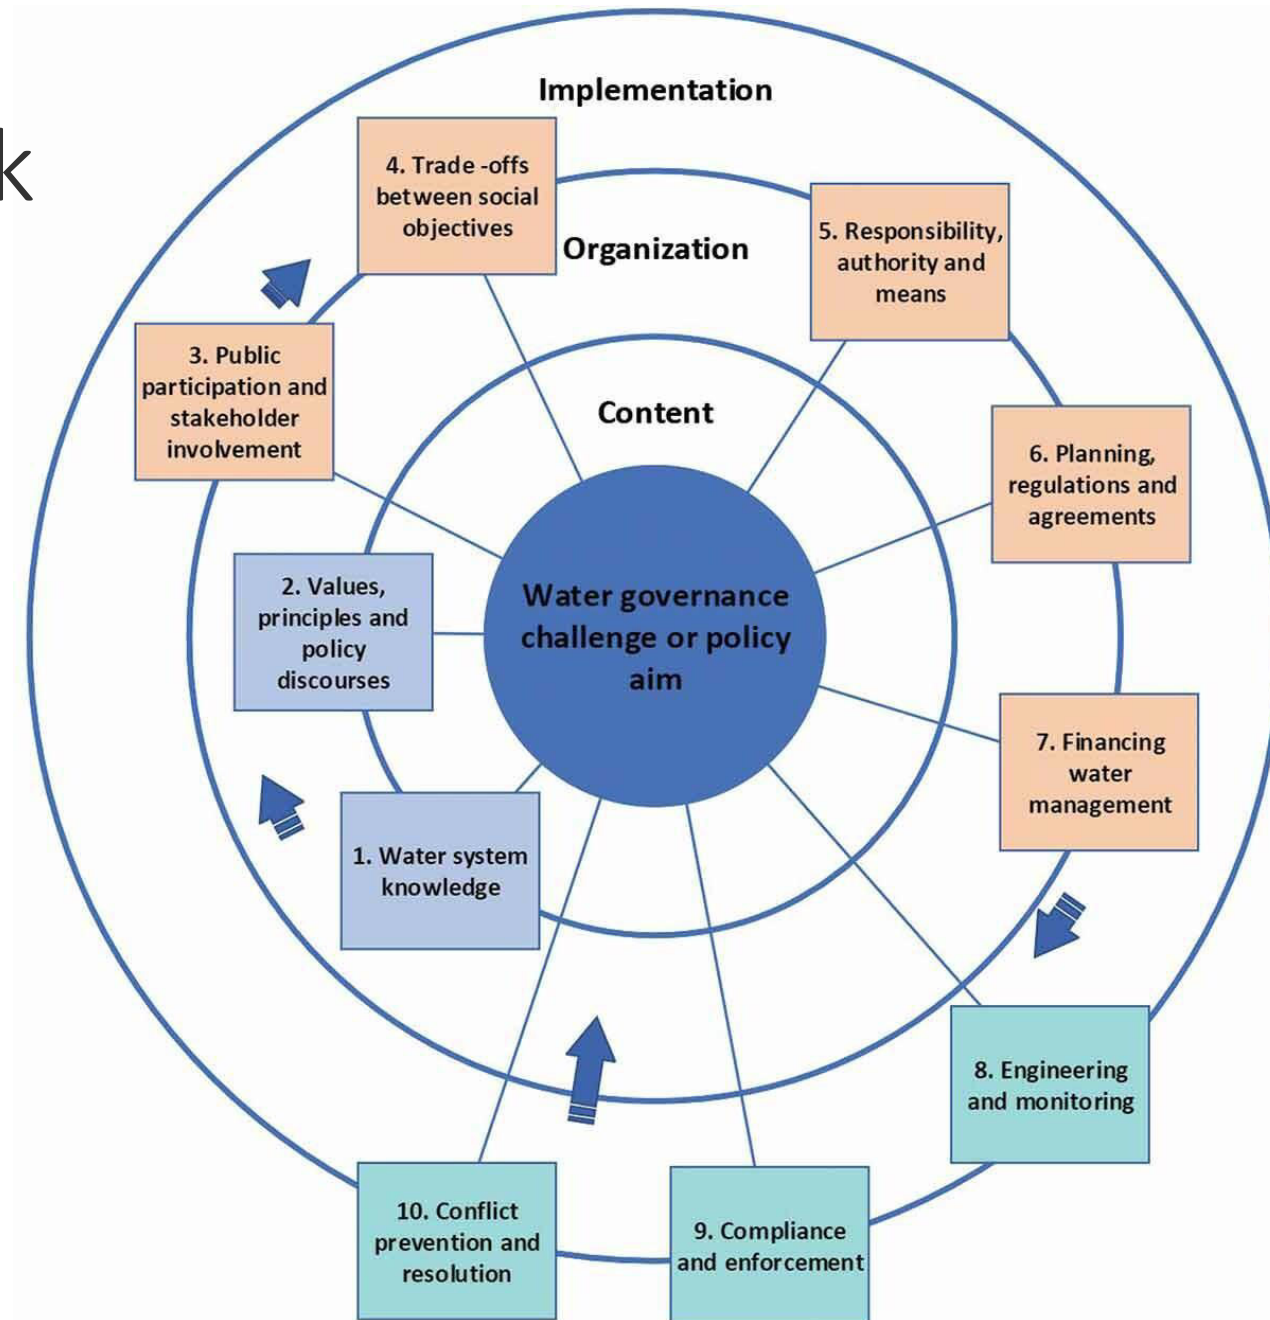 k
Implementation
4. Trade -offs
between social
objectives
Organization
5. Responsibility,
authority and
means
3. Public
participation and
stakeholder
involvement
Content
6. Planning,
regulations and
agreements
2. Values,
principles and
policy
discourses
Water governance
challenge or policy
aim
7. Financing
water
management
1. Water system
knowledge
8. Engineering
and monitoring
10. Conflict
prevention and
resolution
9. Compliance
and enforcement